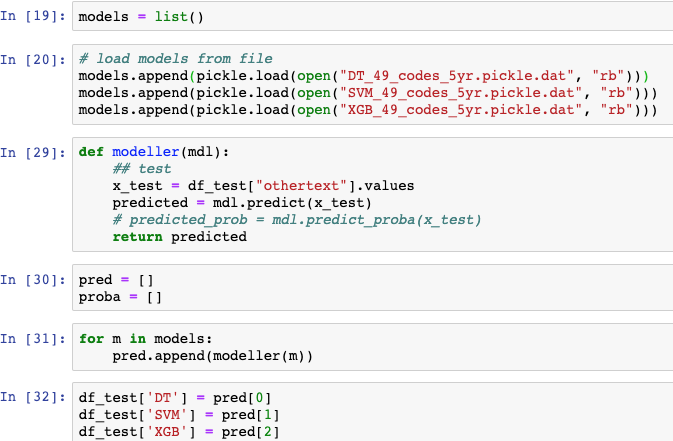 In [19]: models = list()
In [20]: # load models from file
models.append(pickle.load(open("DT_49_codes_5yr.pickle.dat", "rb")))
models.append(pickle.load(open("SVM_49_codes_5yr.pickle.dat", "rb")))
models.append(pickle.load(open("XGB_49_codes_5yr.pickle.dat", "rb")))
In [29]: def modeller(mdl):
    ## test
    x_test = df_test["othertext"].values
    predicted = mdl.predict(x_test)
    # predicted_prob = mdl.predict_proba(x_test)
    return predicted
In [30]: pred = []
proba = []
In [31]: for m in models:
    pred.append(modeller(m))
In [32]: df_test['DT'] = pred[0]
df_test['SVM'] = pred[1]
df_test['XGB'] = pred[2]